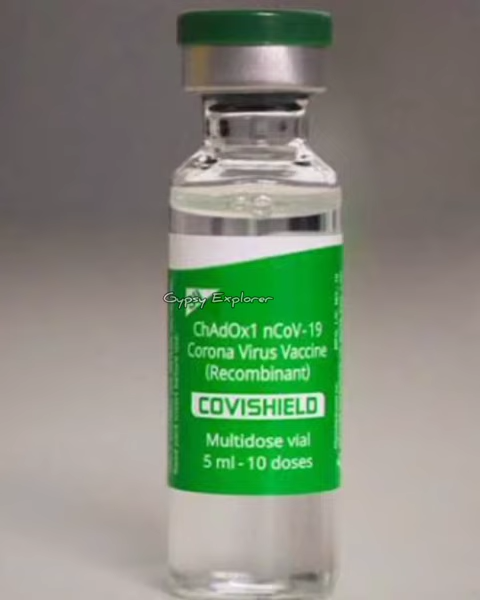 Gypsy Explorer
ChAdOx1 nCoV-19
Corona Virus Vaccine
(Recombinant)
COVISHIELD
Multidose vial
5 ml - 10 doses